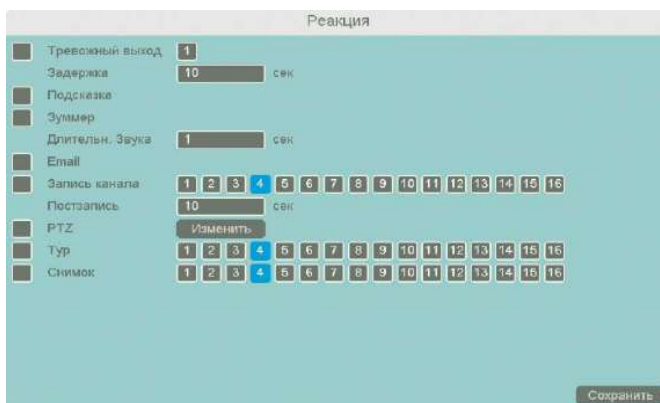 Реакция
Тревожный выход 1
Задержка 10 сек
Подсказка
Зуммер
Длительн. Звука 1 сек
Email
Запись канала 1 2 3 4 5 6 7 8 9 10 11 12 13 14 15 16
Постзапись 10 сек
PTZ Изменить
Тур 1 2 3 4 5 6 7 8 9 10 11 12 13 14 15 16
Снимок 1 2 3 4 5 6 7 8 9 10 11 12 13 14 15 16
Сохранить